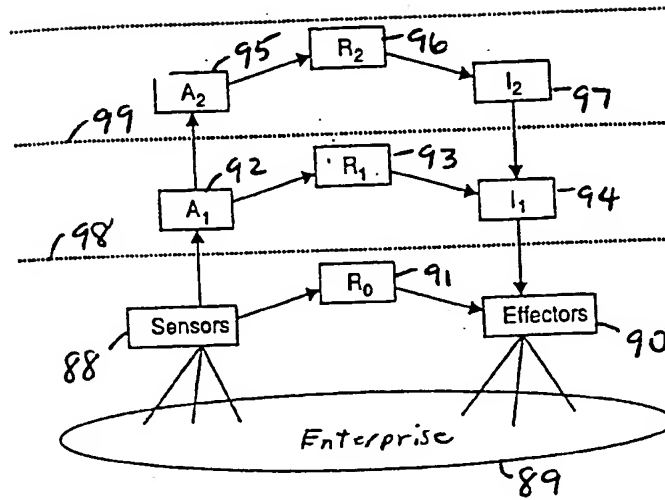 95
R2
96
A2
I2
97
99
92
R1
93
A1
I1
94
98
R0
91
Sensors
Effectors
88
90
Enterprise
89